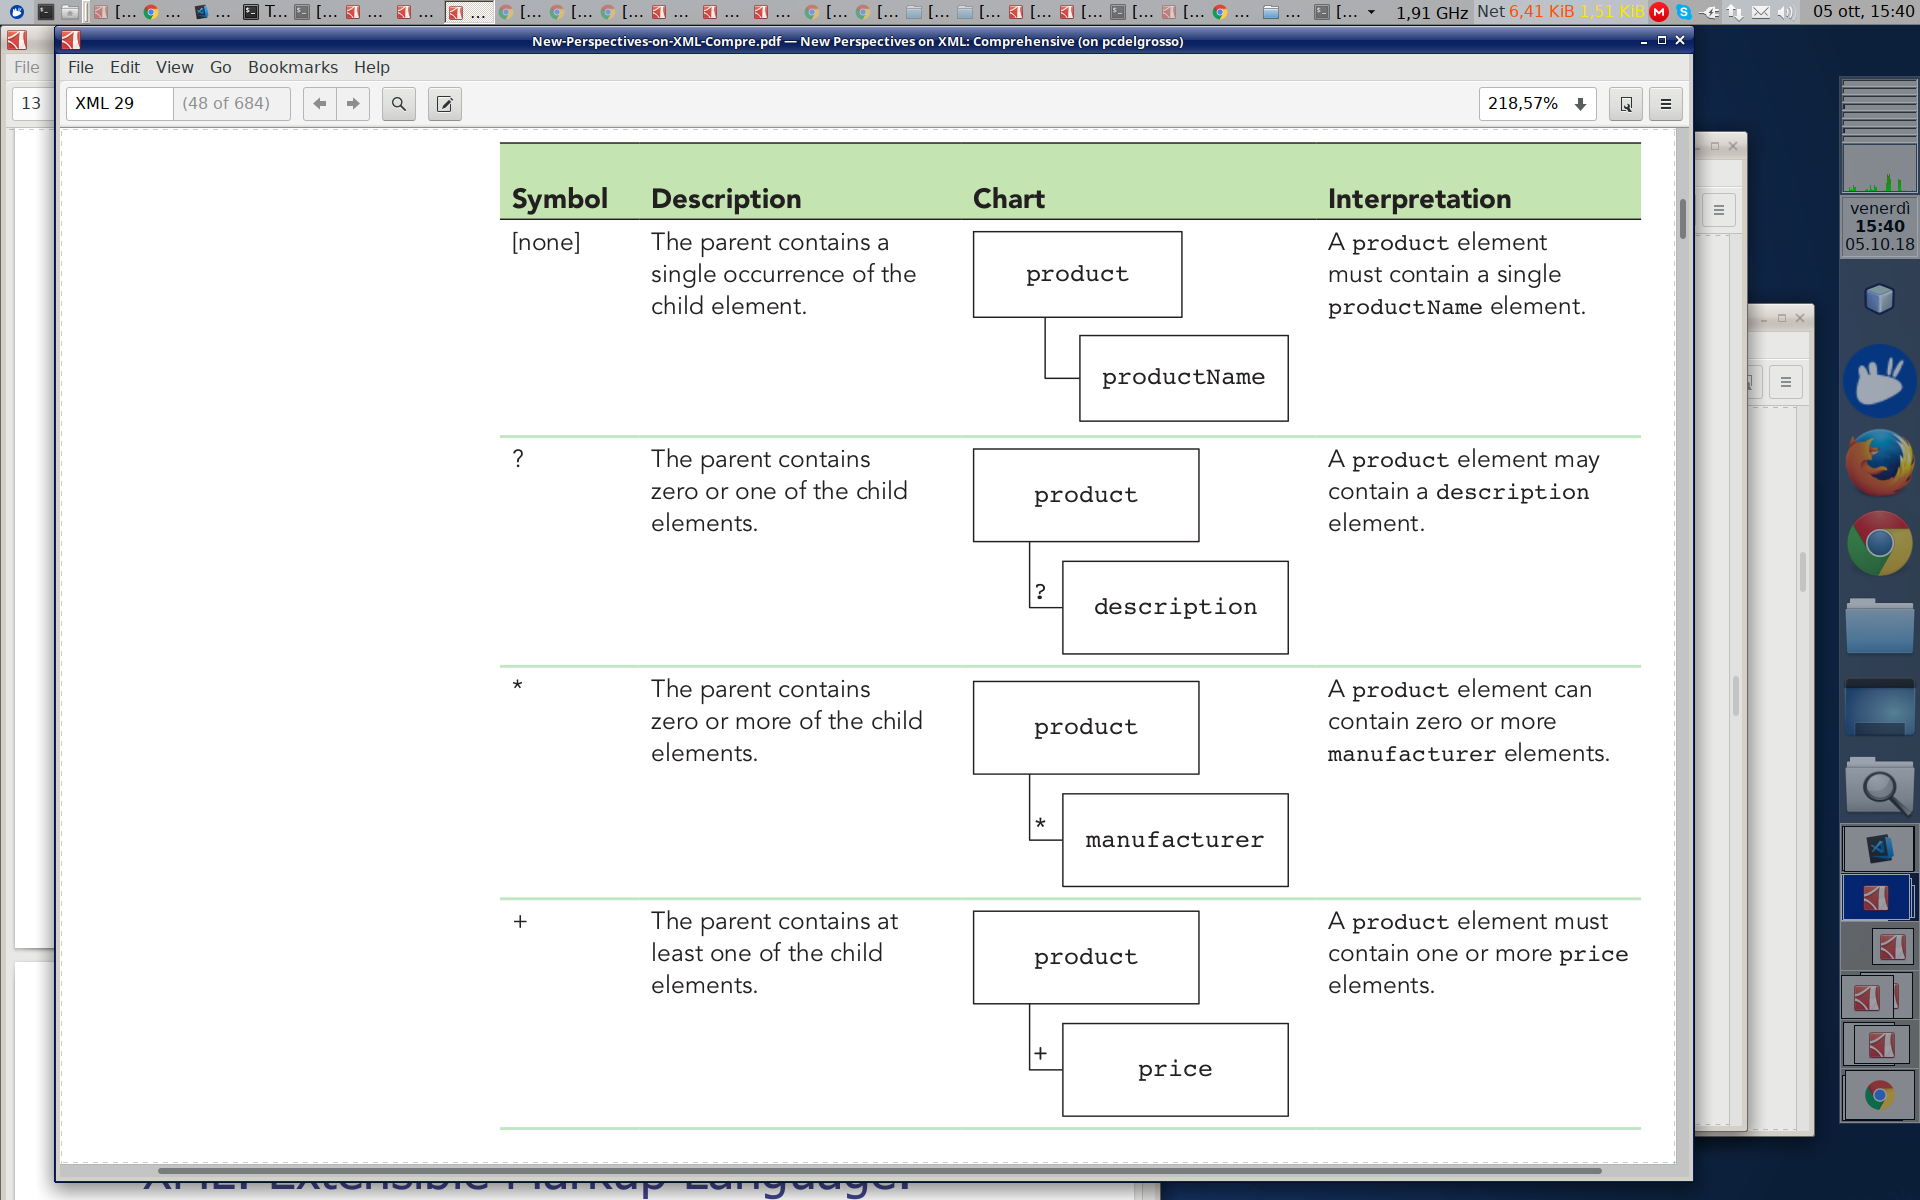 [... ... ... T... [... ... ... ... [... [... [... ... ... ... [... [... [... [... [... [... [... ... ... [... 1,91 GHz Net 6,41 KiB 1,51 KiB 05 ott, 15:40
New-Perspectives-on-XML-Compre.pdf — New Perspectives on XML: Comprehensive (on pcdelgrosso)
File
File Edit View Go Bookmarks Help
13
XML 29 (48 of 684) 218,57%
Symbol Description Chart Interpretation
[none]
The parent contains a
single occurrence of the
child element.
product
productName
A product element
must contain a single
productName element.
?
The parent contains
zero or one of the child
elements.
product
?
description
A product element may
contain a description
element.
*
The parent contains
zero or more of the child
elements.
product
*
manufacturer
A product element can
contain zero or more
manufacturer elements.
+
The parent contains at
least one of the child
elements.
product
+
price
A product element must
contain one or more price
elements.
venerdì
15:40
05.10.18
XML: Extensible Markup Language: